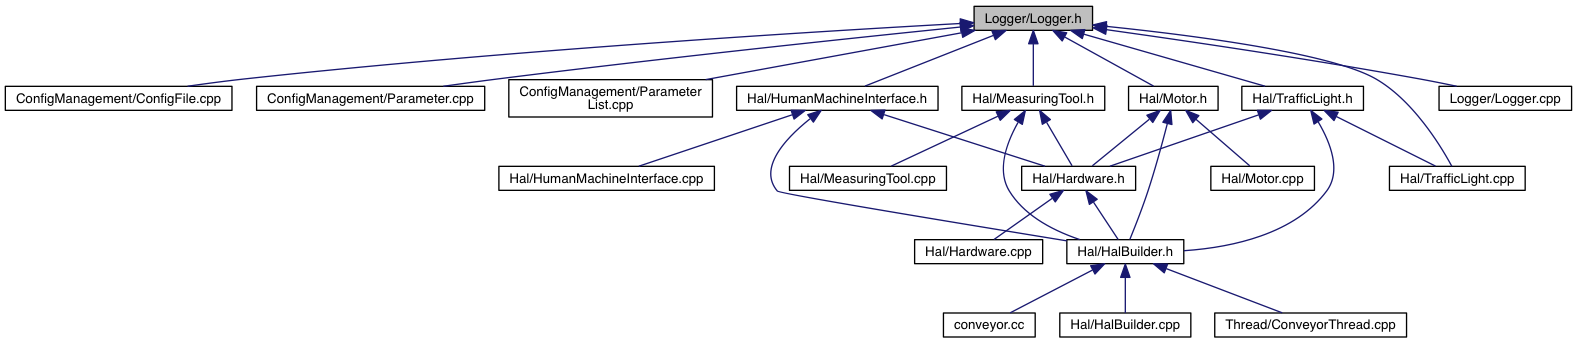 Logger/Logger.h
ConfigManagement/ConfigFile.cpp
ConfigManagement/Parameter.cpp
ConfigManagement/Parameter
List.cpp
Hal/HumanMachineInterface.h
Hal/MeasuringTool.h
Hal/Motor.h
Hal/TrafficLight.h
Logger/Logger.cpp
Hal/HumanMachineInterface.cpp
Hal/MeasuringTool.cpp
Hal/Hardware.h
Hal/Motor.cpp
Hal/TrafficLight.cpp
Hal/Hardware.cpp
Hal/HalBuilder.h
conveyor.cc
Hal/HalBuilder.cpp
Thread/ConveyorThread.cpp